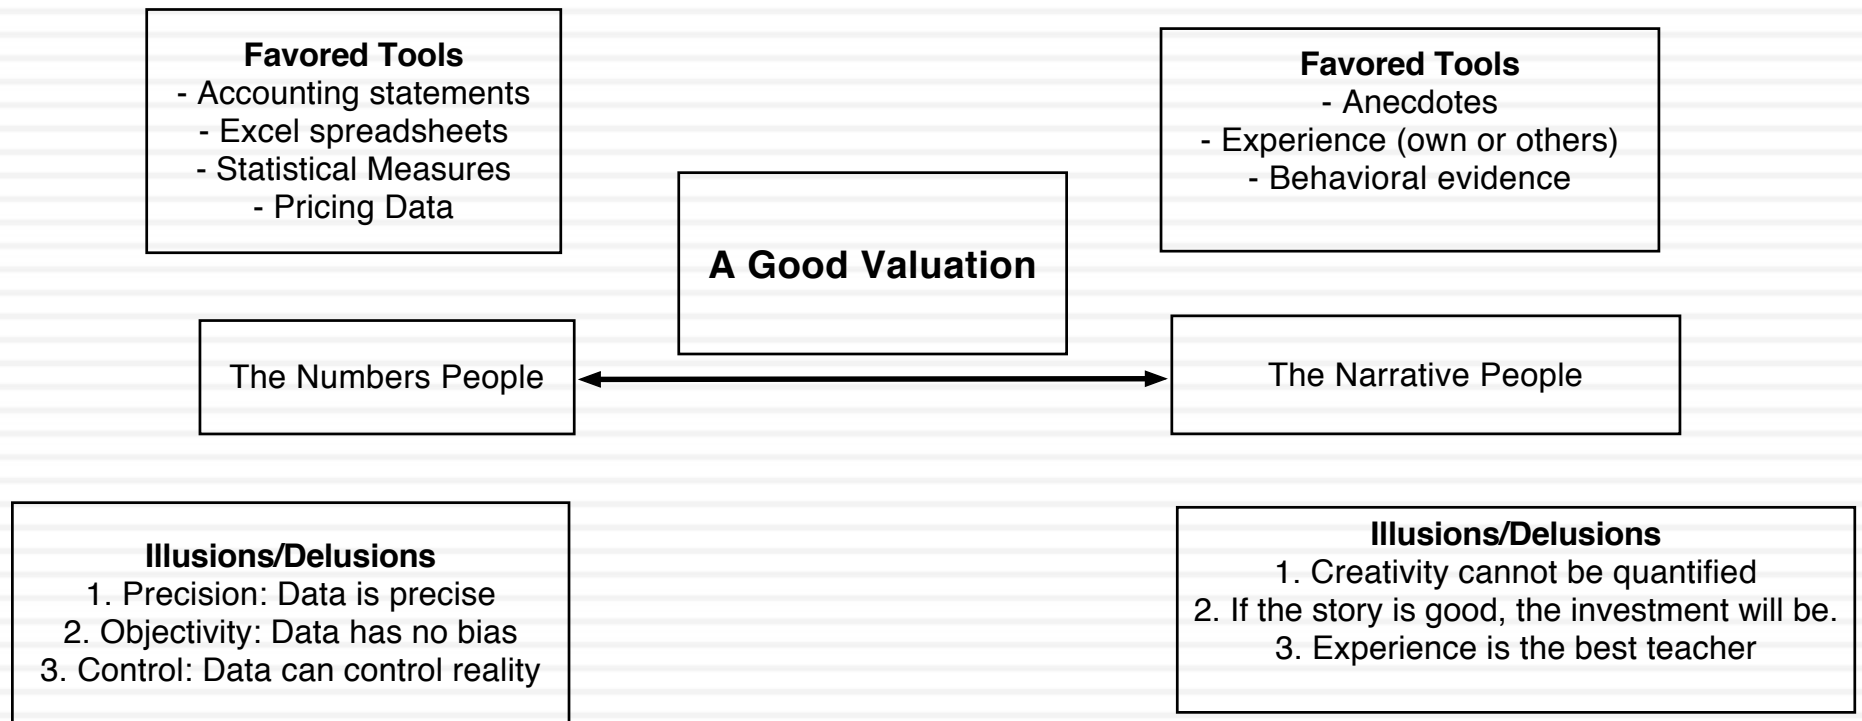 Favored Tools
- Accounting statements
- Excel spreadsheets
- Statistical Measures
- Pricing Data
Favored Tools
- Anecdotes
- Experience (own or others)
- Behavioral evidence
A Good Valuation
The Numbers People
The Narrative People
Illusions/Delusions
1. Precision: Data is precise
2. Objectivity: Data has no bias
3. Control: Data can control reality
Illusions/Delusions
1. Creativity cannot be quantified
2. If the story is good, the investment will be.
3. Experience is the best teacher